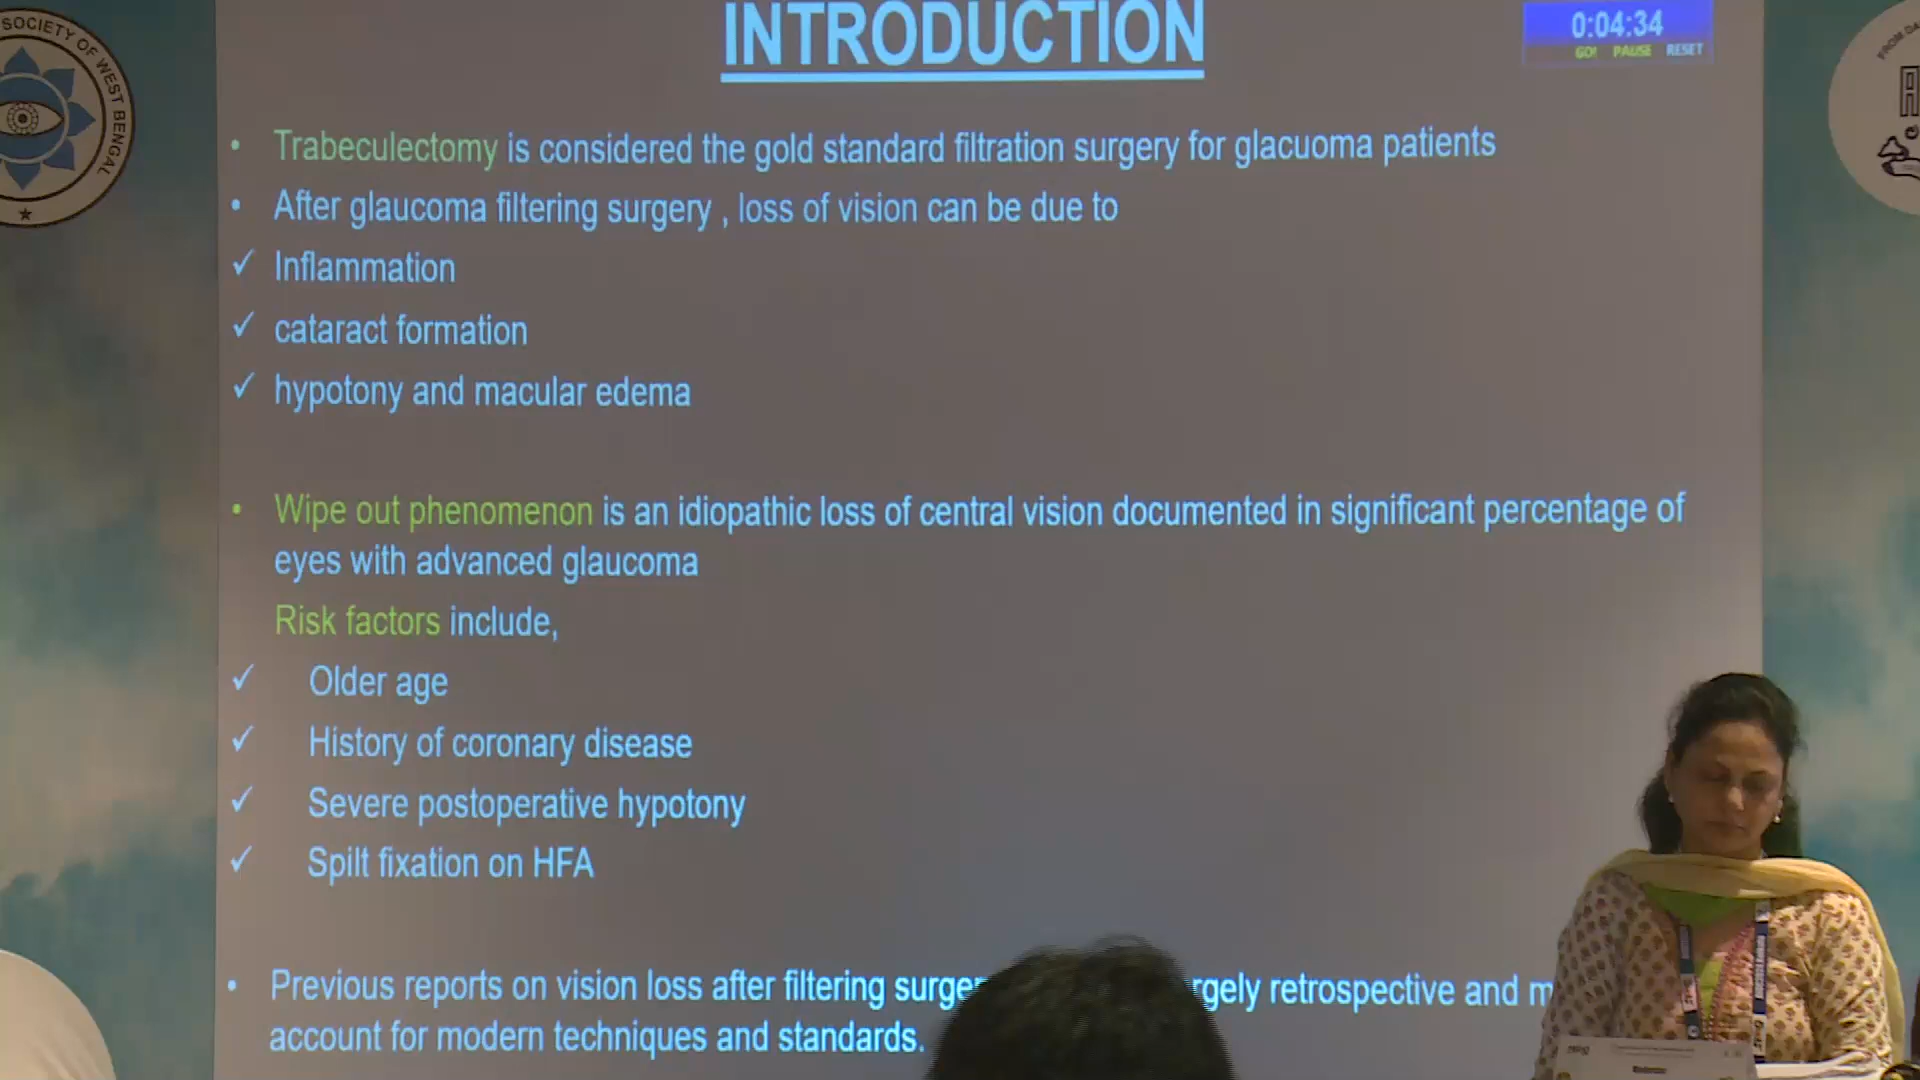 INTRODUCTION
0:04:34
GO! PAUSE RESET
SOCIETY OF WEST BENGAL
• Trabeculectomy is considered the gold standard filtration surgery for glacuoma patients
• After glaucoma filtering surgery , loss of vision can be due to
✓ Inflammation
✓ cataract formation
✓ hypotony and macular edema
• Wipe out phenomenon is an idiopathic loss of central vision documented in significant percentage of
eyes with advanced glaucoma
Risk factors include,
✓ Older age
✓ History of coronary disease
✓ Severe postoperative hypotony
✓ Spilt fixation on HFA
• Previous reports on vision loss after filtering retrospective and
account for modern techniques and standards.